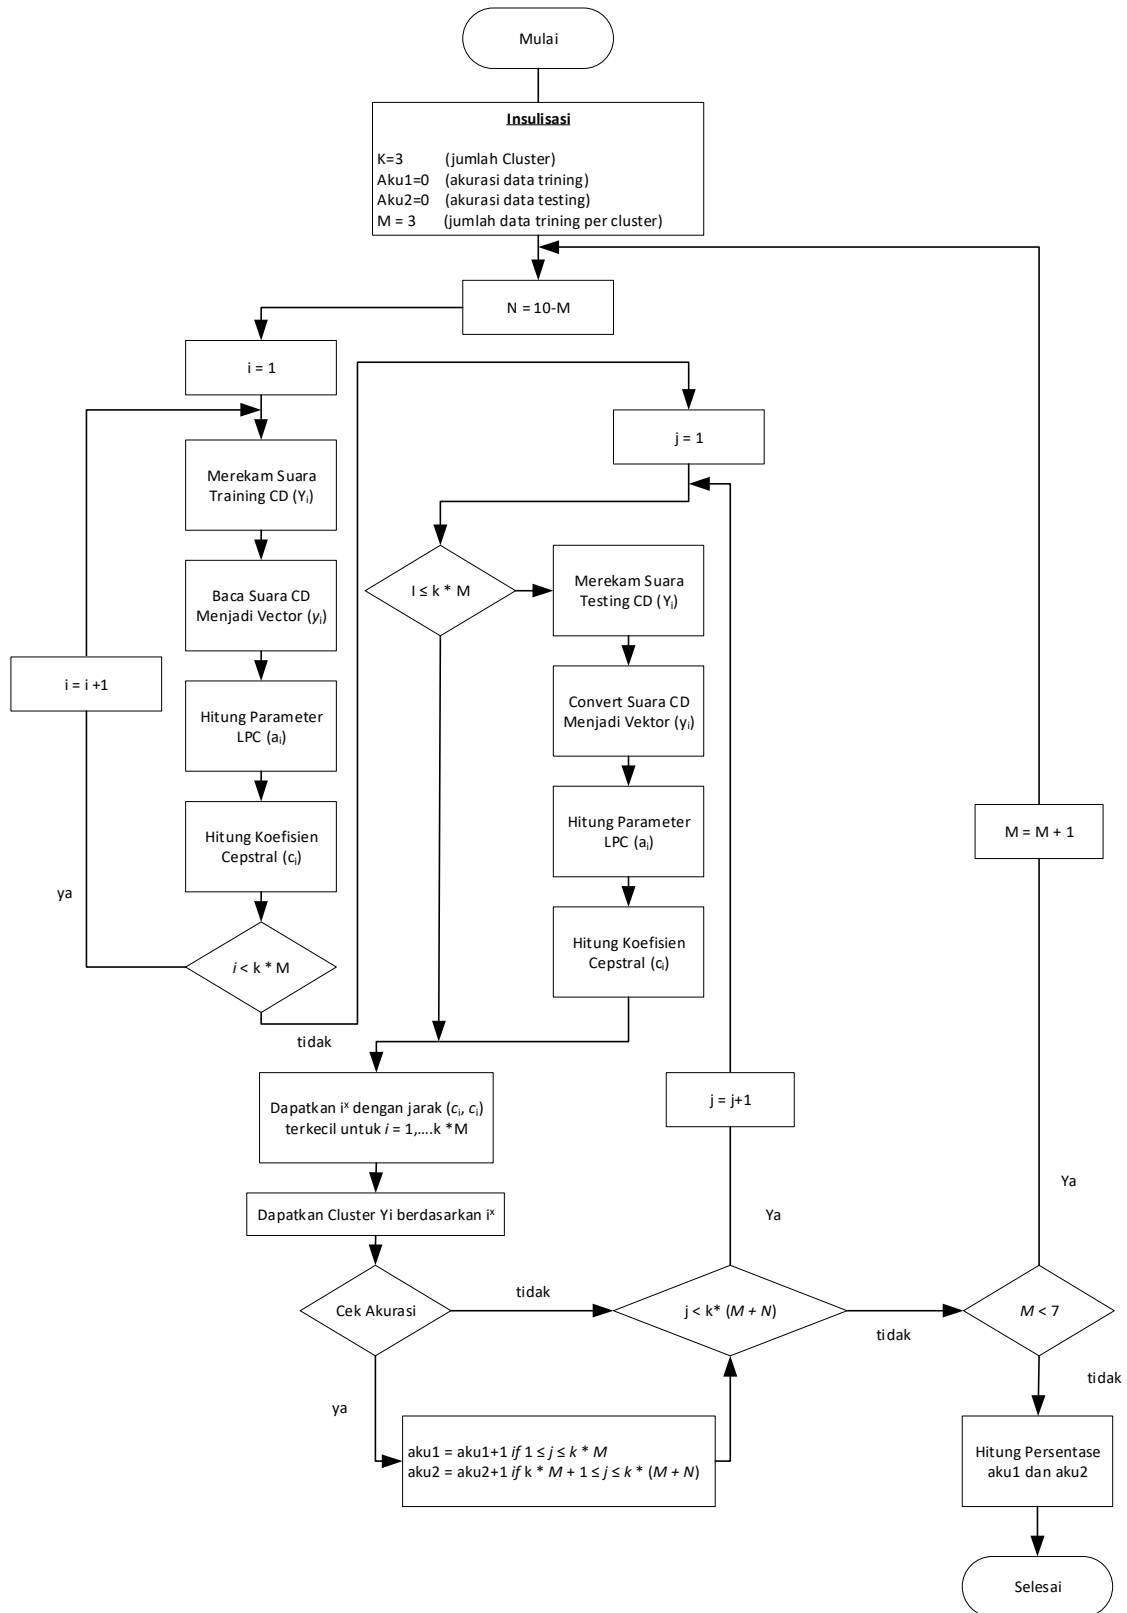 Mulai
Insulisasi
K=3 (jumlah Cluster)
Aku1=0 (akurasi data trining)
Aku2=0 (akurasi data testing)
M = 3 (jumlah data trining per cluster)
N = 10-M
i = 1
Merekam Suara
Training CD (Yᵢ)
Baca Suara CD
Menjadi Vector (yᵢ)
i = i +1
Hitung Parameter
LPC (aᵢ)
Hitung Koefisien
Cepstral (cᵢ)
ya
i < k * M
tidak
j = 1
I ≤ k * M
Merekam Suara
Testing CD (Yᵢ)
Convert Suara CD
Menjadi Vektor (yᵢ)
Hitung Parameter
LPC (aᵢ)
Hitung Koefisien
Cepstral (cᵢ)
M = M + 1
Dapatkan iˣ dengan jarak (cᵢ, cᵢ)
terkecil untuk i = 1,....k *M
j = j+1
Dapatkan Cluster Yi berdasarkan iˣ
Ya
Ya
Cek Akurasi
tidak
j < k* (M + N)
tidak
M < 7
tidak
ya
aku1 = aku1+1 if 1 ≤ j ≤ k * M
aku2 = aku2+1 if k * M + 1 ≤ j ≤ k * (M + N)
Hitung Persentase
aku1 dan aku2
Selesai